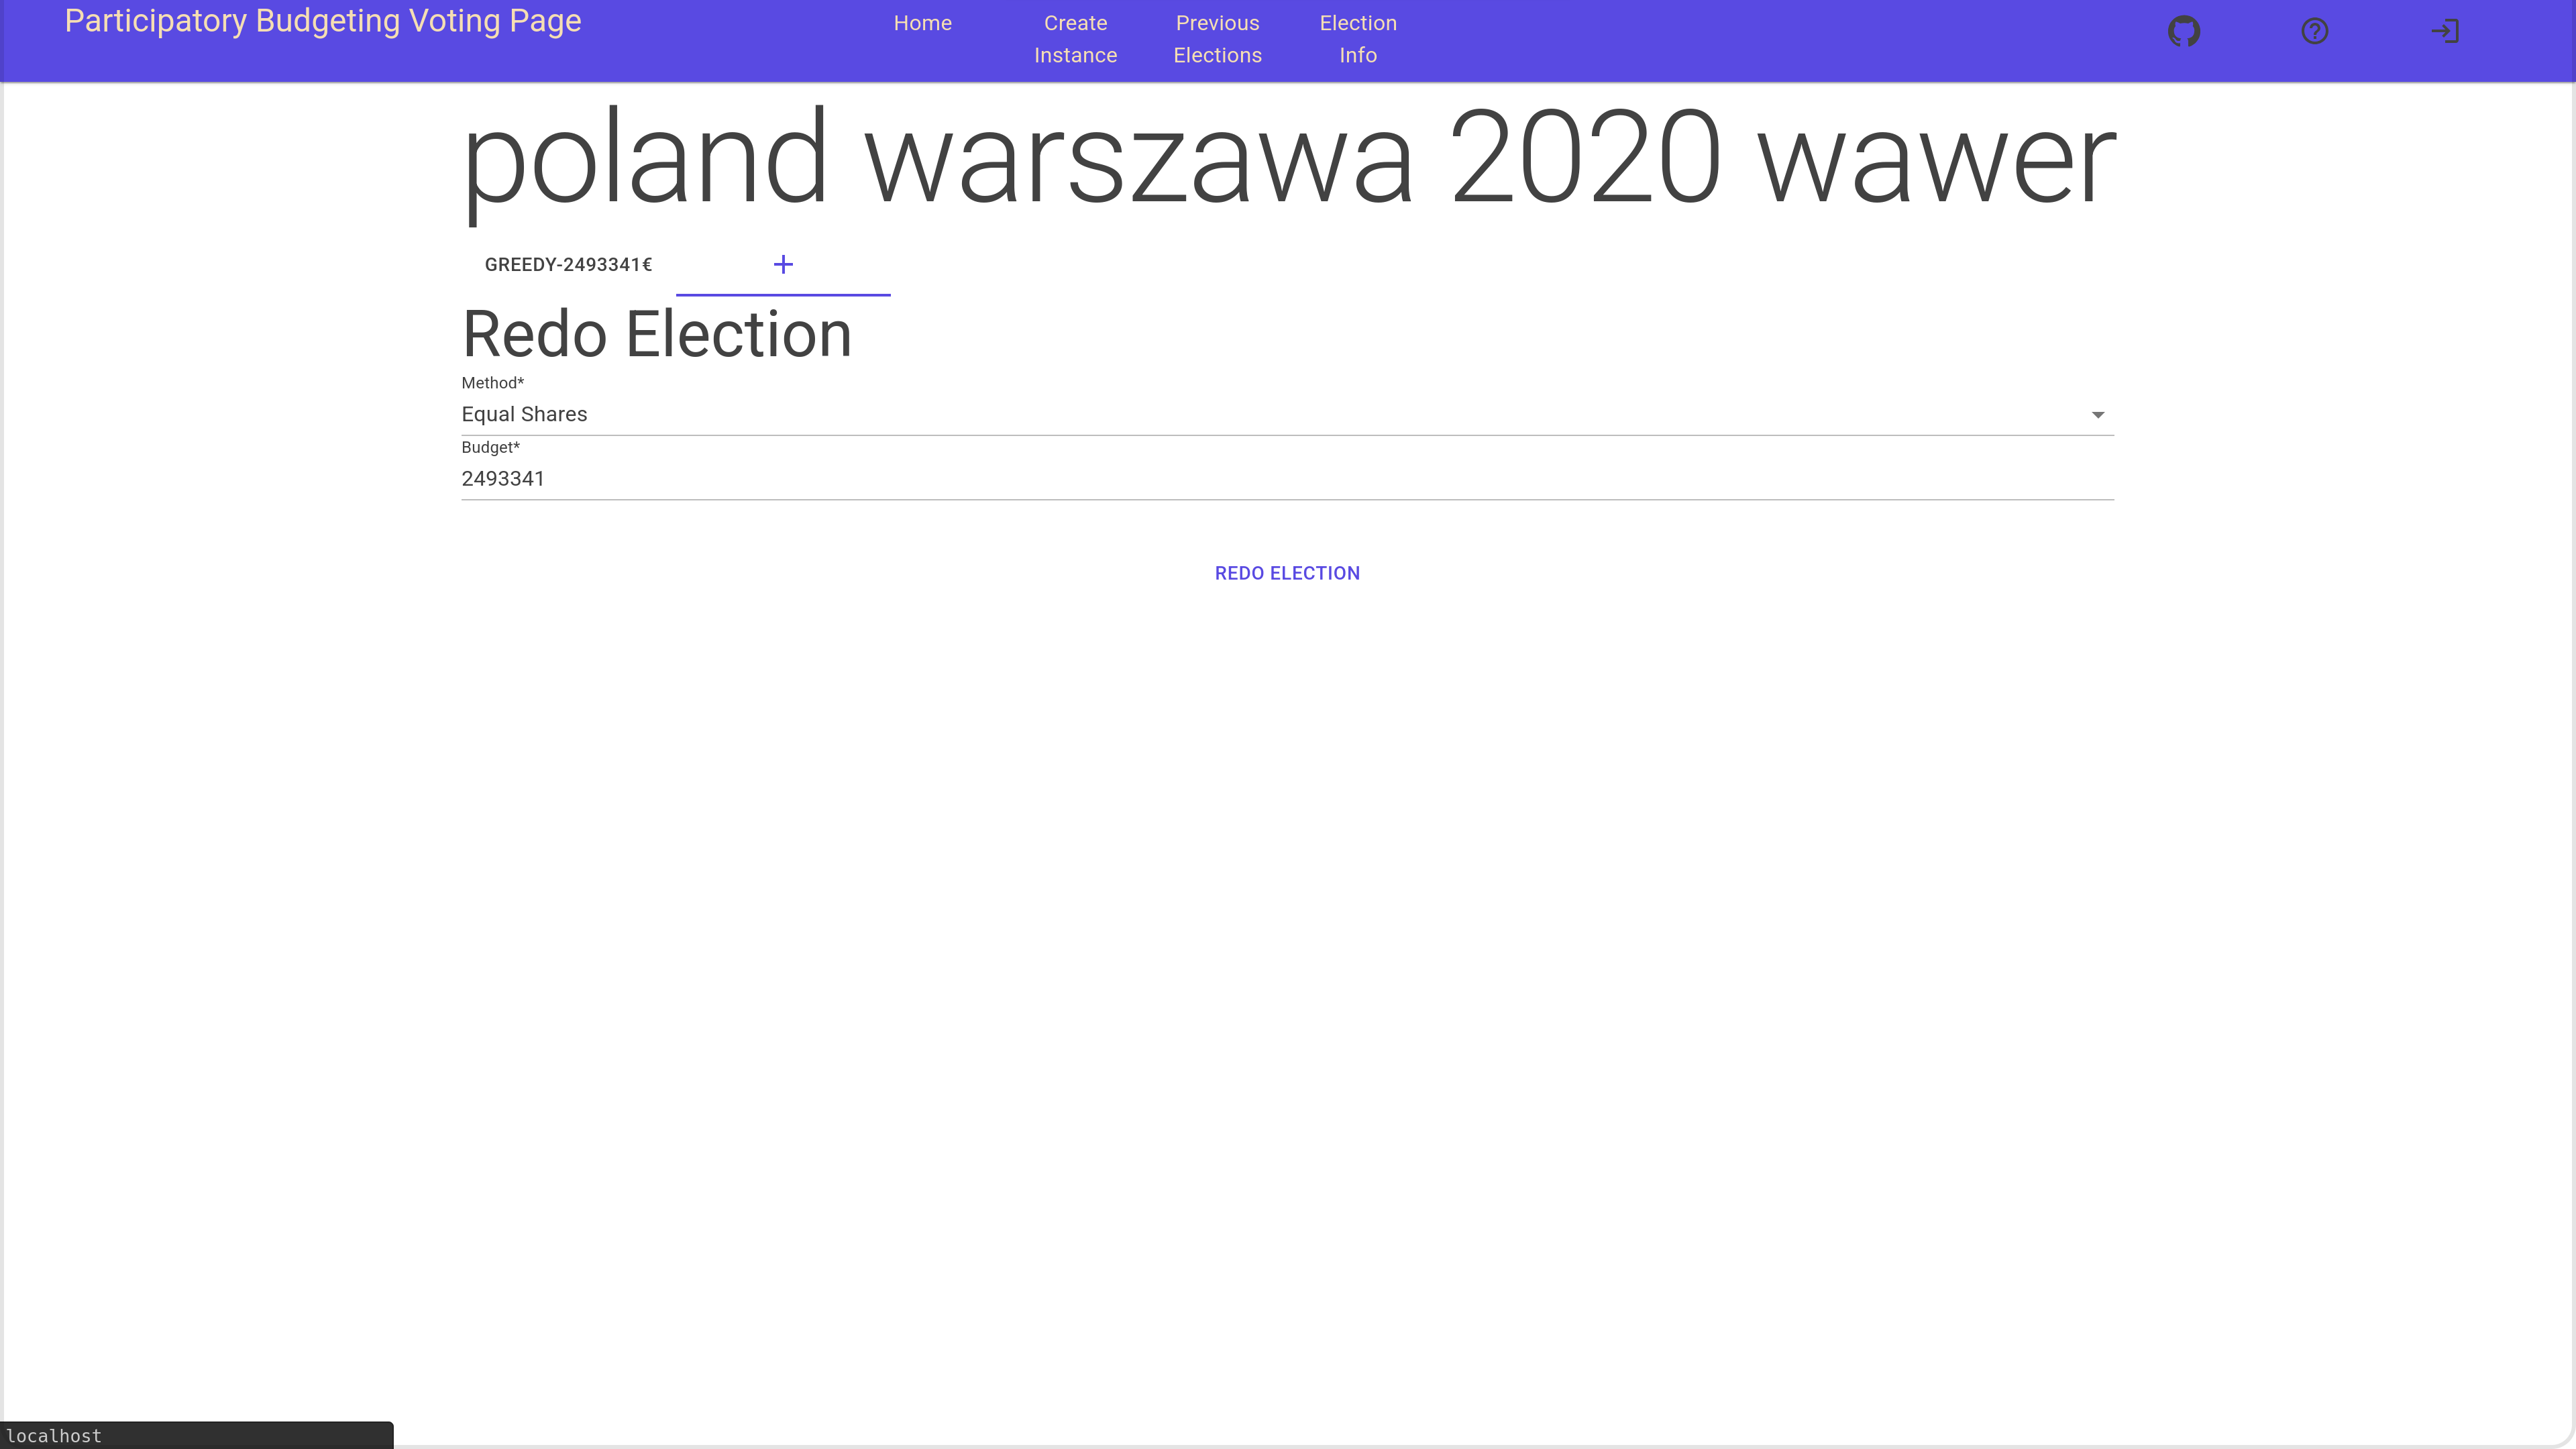 Participatory Budgeting Voting Page
Home
Create
Instance
Previous
Elections
Election
Info
poland warszawa 2020 wawer
GREEDY-2493341€
+
Redo Election
Method*
Equal Shares
Budget*
2493341
REDO ELECTION
localhost